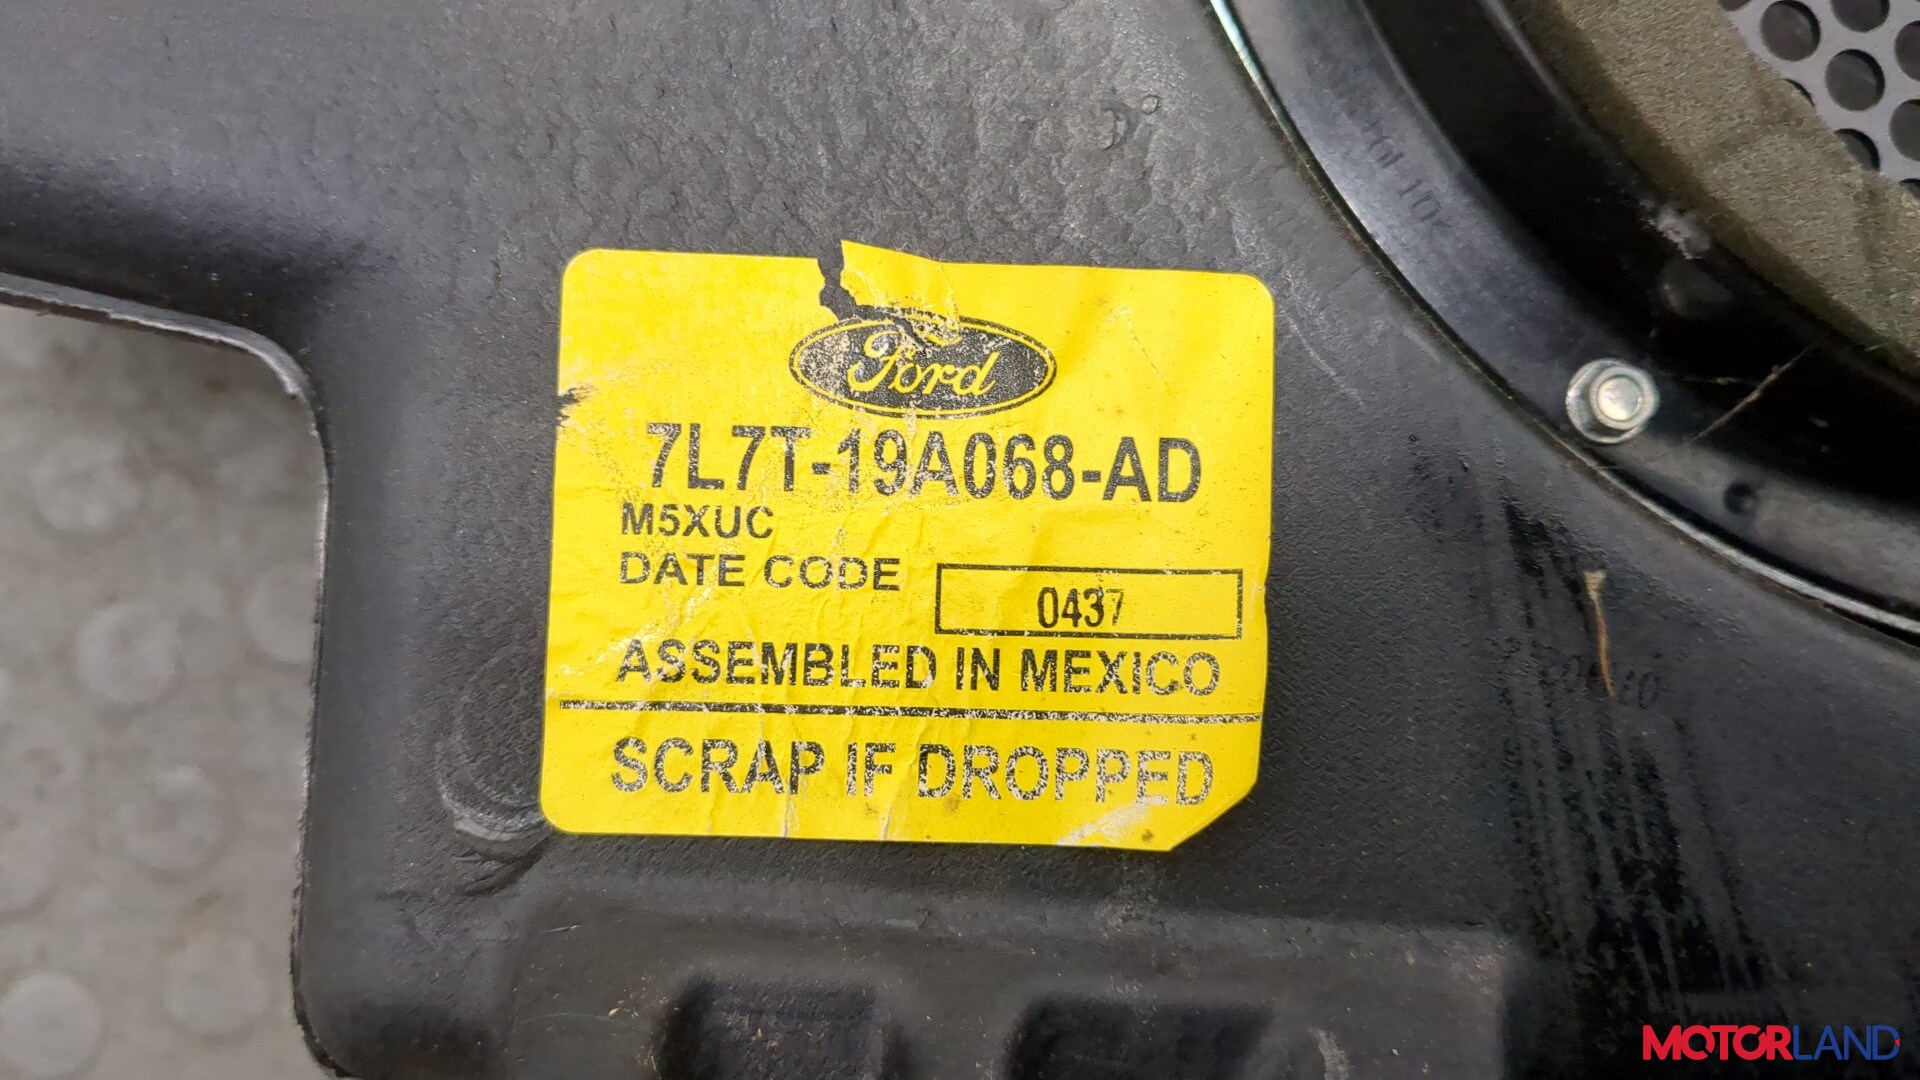 Ford
7L7T-19A068-AD
M5XUC
DATE CODE
0437
ASSEMBLED IN MEXICO
SCRAP IF DROPPED
MOTORLAND